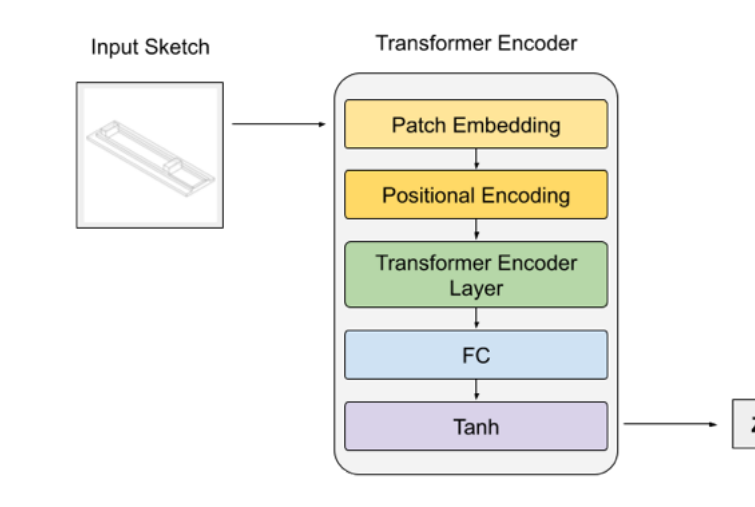 Input Sketch
Transformer Encoder
Patch Embedding
Positional Encoding
Transformer Encoder
Layer
FC
Tanh